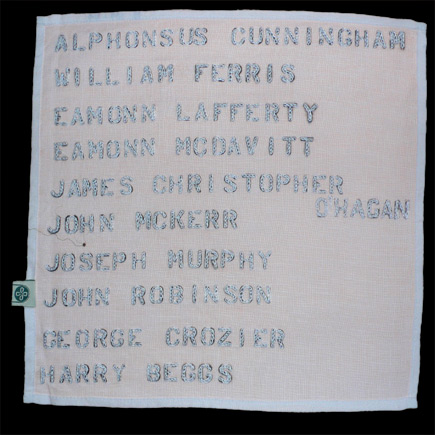 ALPHONSUS CUNNINGHAM
WILLIAM FERRIS
EAMONN LAFFERTY
EAMONN MCDAVITT
JAMES CHRISTOPHER
O'HAGAN
JOHN MCKERR
JOSEPH MURPHY
JOHN ROBINSON
GEORGE CROZIER
HARRY BEGGS